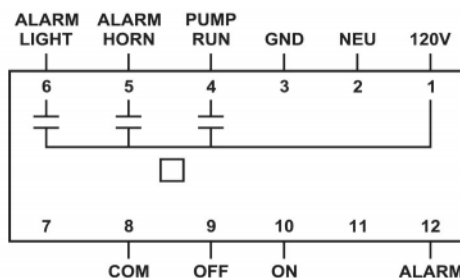 ALARM LIGHT ALARM HORN PUMP RUN GND NEU 120V
6 5 4 3 2 1
7 8 9 10 11 12
COM OFF ON ALARM